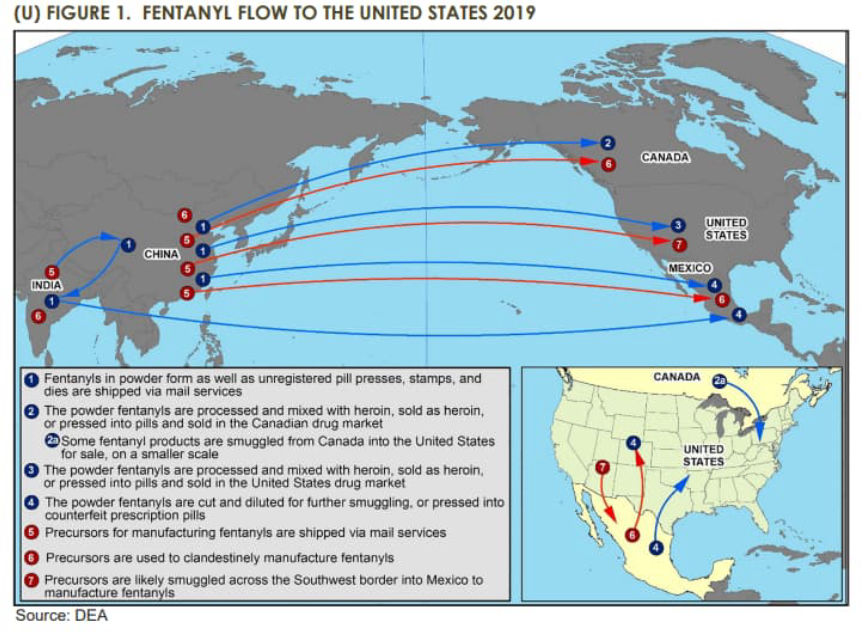 (U) FIGURE 1. FENTANYL FLOW TO THE UNITED STATES 2019
2
6
CANADA
6
1
3
UNITED
STATES
5
7
1
CHINA
1
5
MEXICO
5
1
4
INDIA
5
6
1
4
6
1 Fentanyls in powder form as well as unregistered pill presses, stamps, and
dies are shipped via mail services
2 The powder fentanyls are processed and mixed with heroin, sold as heroin,
or pressed into pills and sold in the Canadian drug market
2a Some fentanyl products are smuggled from Canada into the United States
for sale, on a smaller scale
3 The powder fentanyls are processed and mixed with heroin, sold as heroin,
or pressed into pills and sold in the United States drug market
4 The powder fentanyls are cut and diluted for further smuggling, or pressed into
counterfeit prescription pills
5 Precursors for manufacturing fentanyls are shipped via mail services
6 Precursors are used to clandestinely manufacture fentanyls
7 Precursors are likely smuggled across the Southwest border into Mexico to
manufacture fentanyls
CANADA 2a
4
UNITED
STATES
7
6
4
Source: DEA